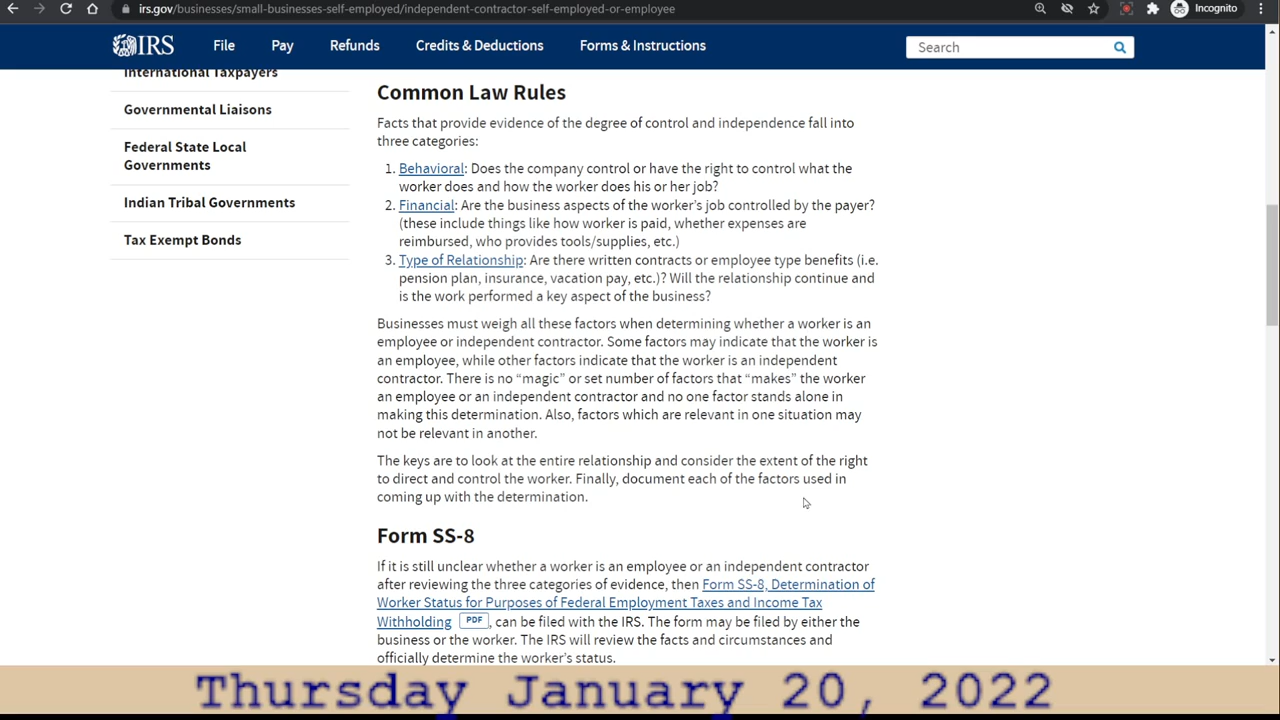 irs.gov/businesses/small-businesses-self-employed/independent-contractor-self-employed-or-employee
Incognito
IRS
File
Pay
Refunds
Credits & Deductions
Forms & Instructions
Search
International Taxpayers
Governmental Liaisons
Federal State Local
Governments
Indian Tribal Governments
Tax Exempt Bonds
Common Law Rules
Facts that provide evidence of the degree of control and independence fall into
three categories:
1. Behavioral: Does the company control or have the right to control what the
worker does and how the worker does his or her job?
2. Financial: Are the business aspects of the worker's job controlled by the payer?
(these include things like how worker is paid, whether expenses are
reimbursed, who provides tools/supplies, etc.)
3. Type of Relationship: Are there written contracts or employee type benefits (i.e.
pension plan, insurance, vacation pay, etc.)? Will the relationship continue and
is the work performed a key aspect of the business?
Businesses must weigh all these factors when determining whether a worker is an
employee or independent contractor. Some factors may indicate that the worker is
an employee, while other factors indicate that the worker is an independent
contractor. There is no “magic” or set number of factors that “makes” the worker
an employee or an independent contractor and no one factor stands alone in
making this determination. Also, factors which are relevant in one situation may
not be relevant in another.
The keys are to look at the entire relationship and consider the extent of the right
to direct and control the worker. Finally, document each of the factors used in
coming up with the determination.
Form SS-8
If it is still unclear whether a worker is an employee or an independent contractor
after reviewing the three categories of evidence, then Form SS-8, Determination of
Worker Status for Purposes of Federal Employment Taxes and Income Tax
Withholding PDF, can be filed with the IRS. The form may be filed by either the
business or the worker. The IRS will review the facts and circumstances and
officially determine the worker's status.
Thursday January 20, 2022